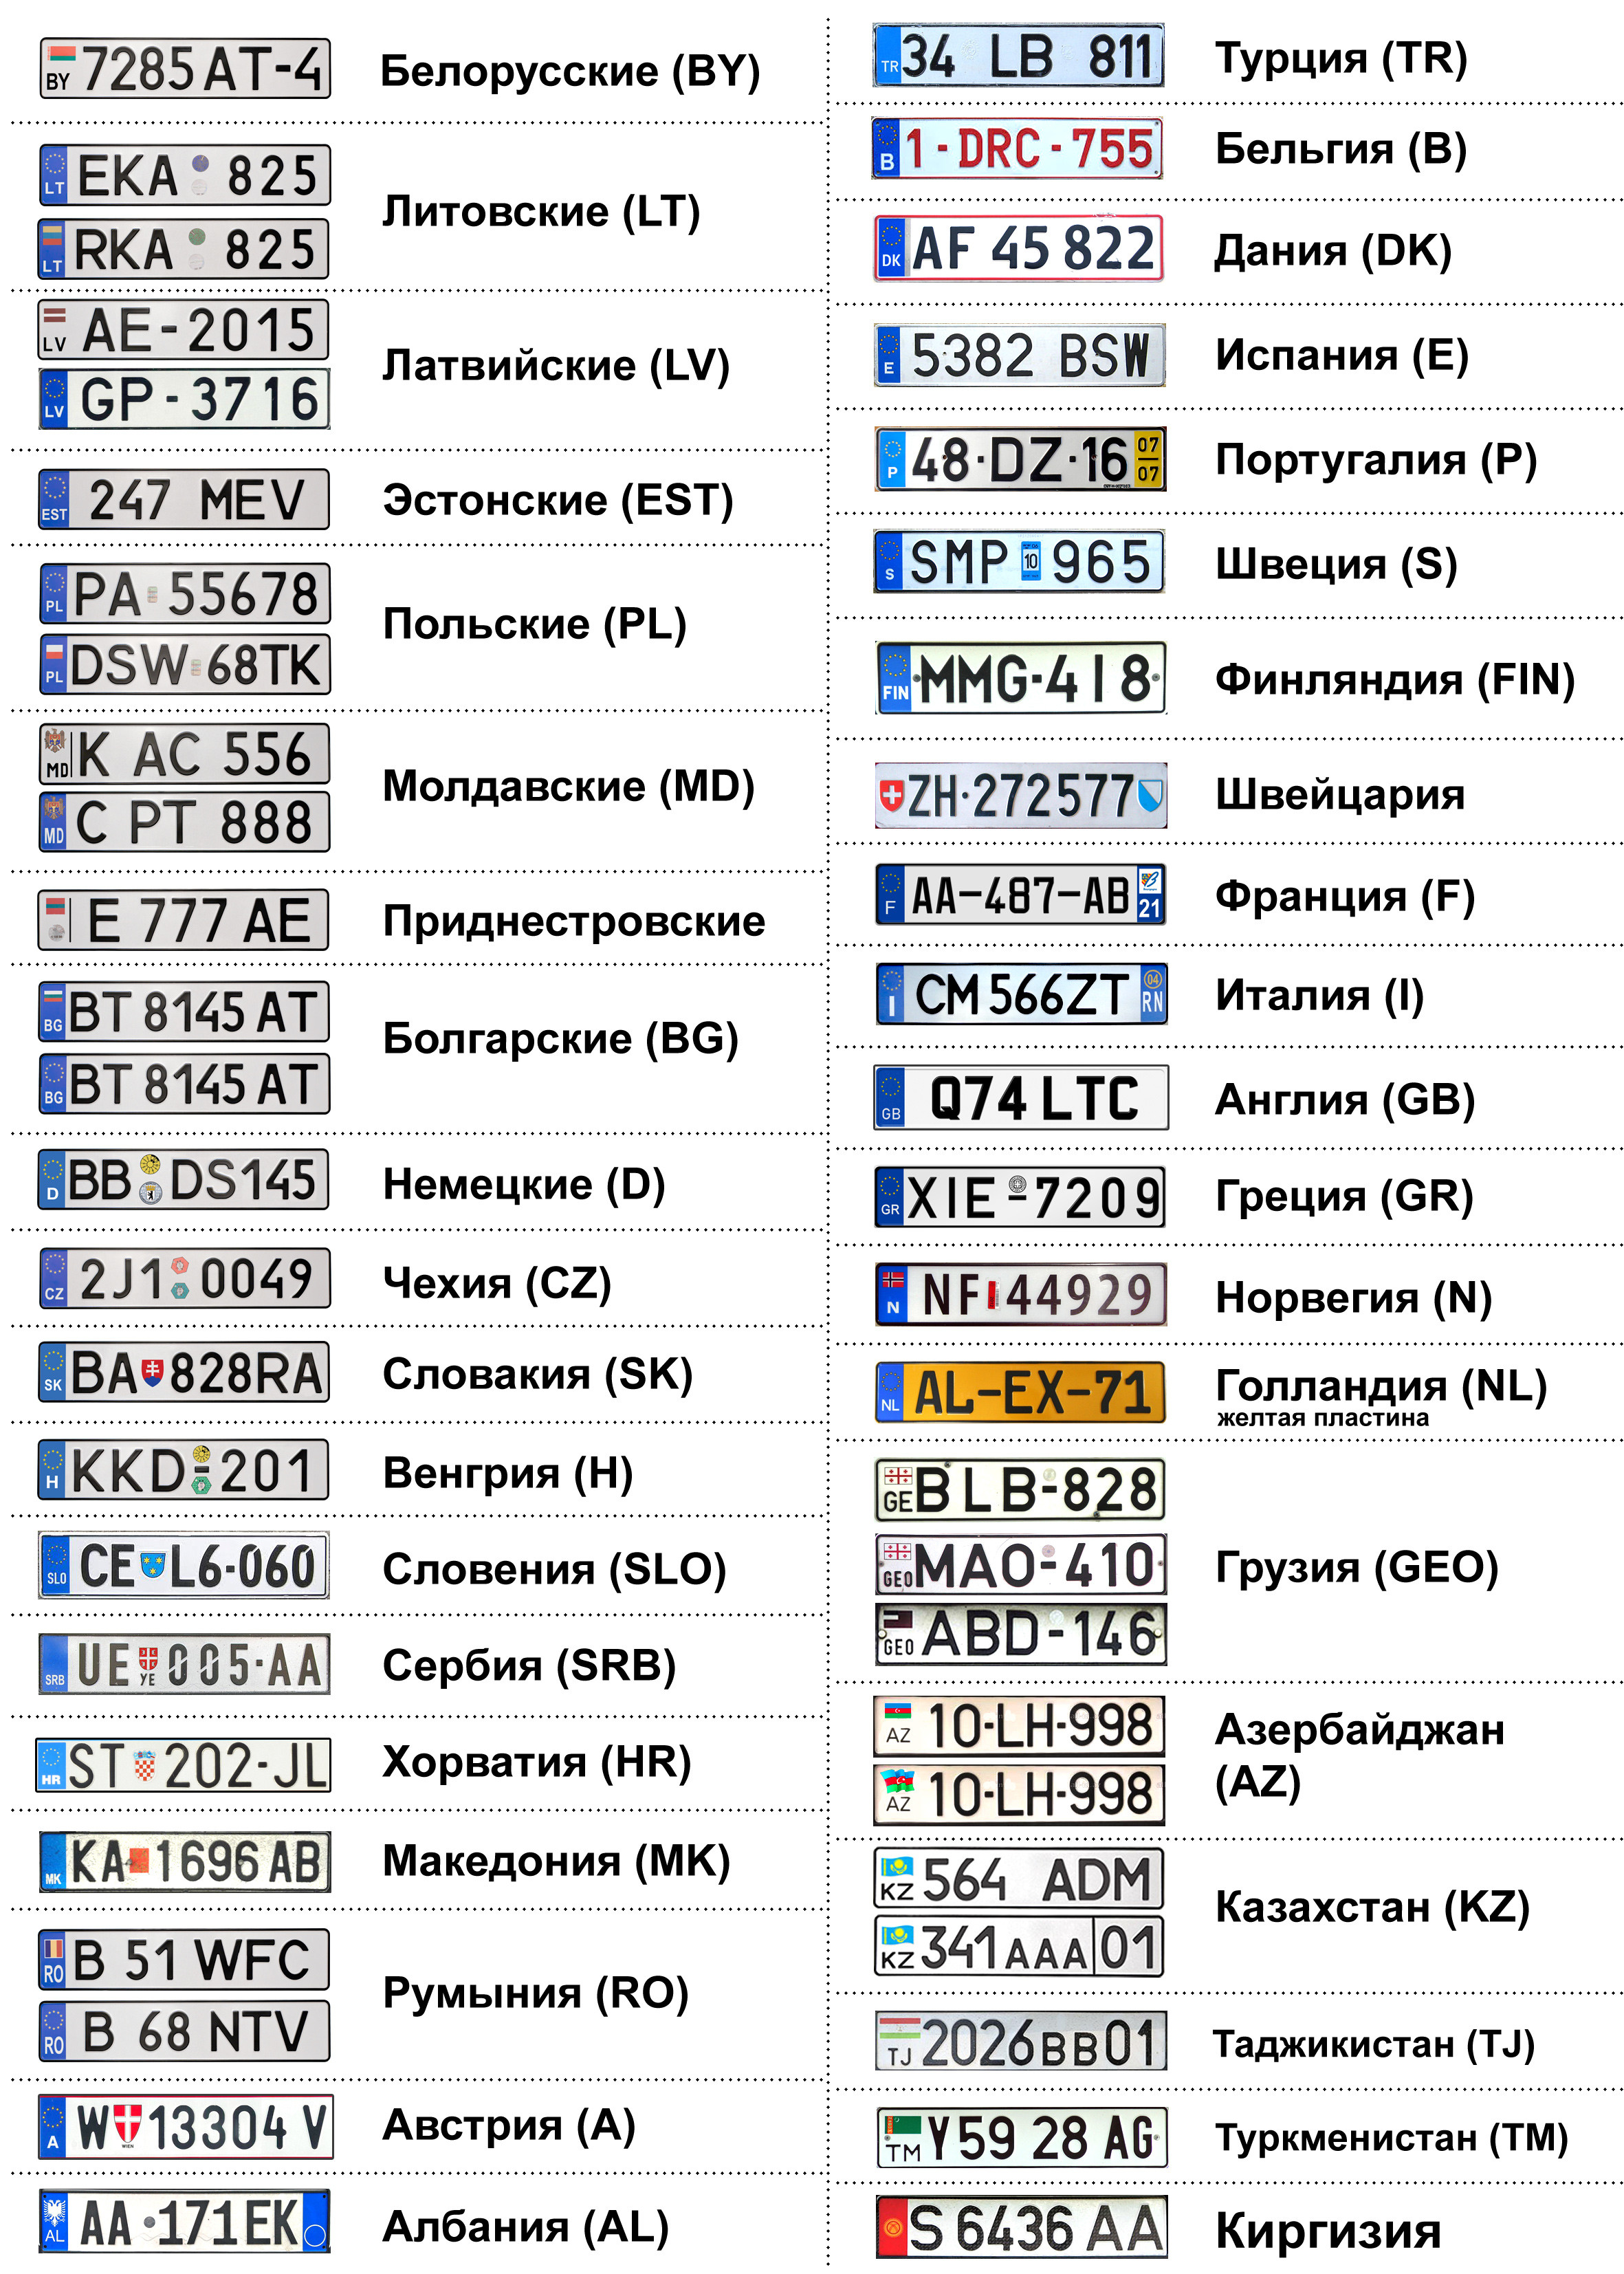 BY 7285 AT-4
Белорусские (BY)
LT EKA 825
LT RKA 825
Литовские (LT)
LV AE-2015
LV GP-3716
Латвийские (LV)
EST 247 MEV
Эстонские (EST)
PL PA 55678
PL DSW 68TK
Польские (PL)
MD K AC 556
MD C PT 888
Молдавские (MD)
E 777 AE
Приднестровские
BG BT 8145 AT
BG BT 8145 AT
Болгарские (BG)
D BB DS145
Немецкие (D)
CZ 2J1 0049
Чехия (CZ)
SK BA 828RA
Словакия (SK)
H KKD-201
Венгрия (H)
SLO CE L6-060
Словения (SLO)
SRB UE УЕ 005-AA
Сербия (SRB)
HR ST 202-JL
Хорватия (HR)
MK KA 1696 AB
Македония (MK)
RO B 51 WFC
RO B 68 NTV
Румыния (RO)
A W WIEN 13304 V
Австрия (A)
AL AA 171 EK
Албания (AL)
TR 34 LB 811
Турция (TR)
B 1-DRC-755
Бельгия (B)
DK AF 45 822
Дания (DK)
E 5382 BSW
Испания (E)
P 48-DZ-16 07 07
Португалия (P)
S SMP 10 965
Швеция (S)
FIN MMG-418
Финляндия (FIN)
ZH·272577
Швейцария
F AA-487-AB 21
Франция (F)
I CM 566ZT 04 RN
Италия (I)
GB Q74 LTC
Англия (GB)
GR XIE-7209
Греция (GR)
N NF 44929
Норвегия (N)
NL AL-EX-71
Голландия (NL)
желтая пластина
GE BLB-828
GEO MAO-410
GEO ABD-146
Грузия (GEO)
AZ 10-LH-998
AZ 10-LH-998
Азербайджан
(AZ)
KZ 564 ADM
KZ 341 AAA 01
Казахстан (KZ)
TJ 2026 BB 01
Таджикистан (TJ)
TM Y59 28 AG
Туркменистан (TM)
S 6436 AA
Киргизия